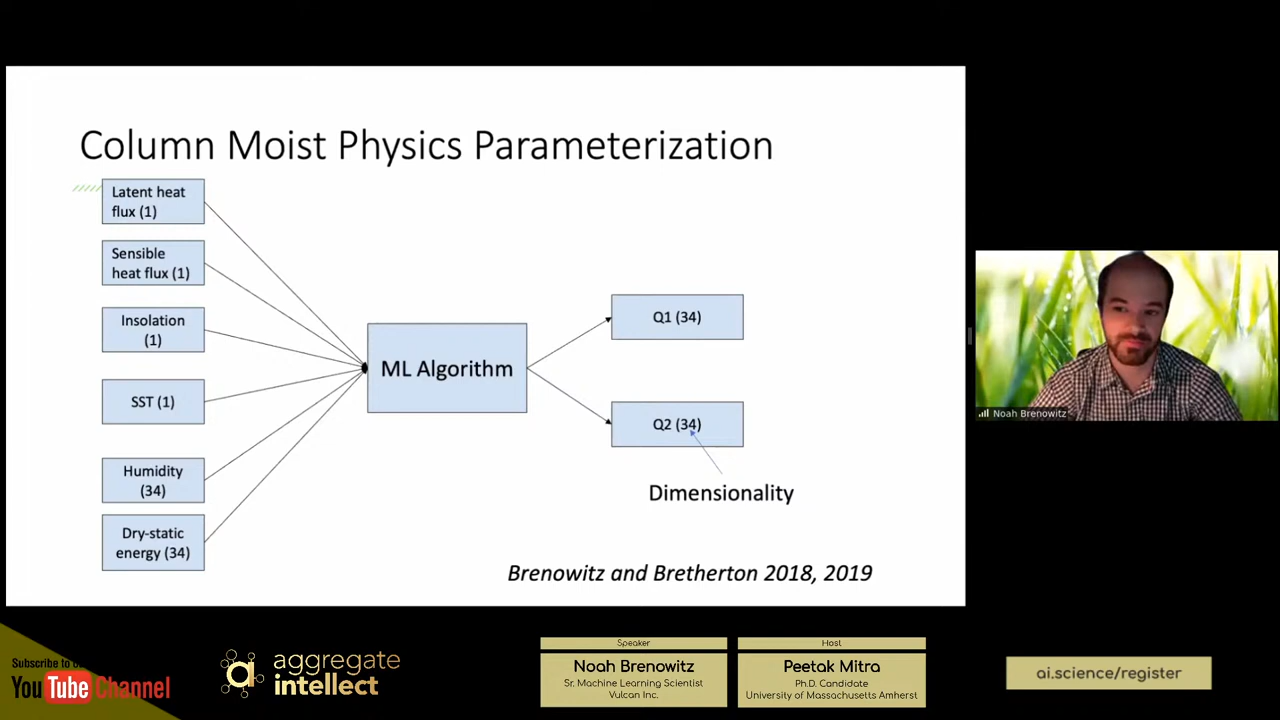 Column Moist Physics Parameterization
Latent heat
flux (1)
Sensible
heat flux (1)
Insolation
(1)
SST (1)
Humidity
(34)
Dry-static
energy (34)
ML Algorithm
Q1 (34)
Q2 (34)
Dimensionality
Brenowitz and Bretherton 2018, 2019
Noah Brenowitz
Subscribe to
YouTube Channel
aggregate
intellect
Speaker
Noah Brenowitz
Sr. Machine Learning Scientist
Vulcan Inc.
Host
Peetak Mitra
Ph.D. Candidate
University of Massachusetts Amherst
ai.science/register